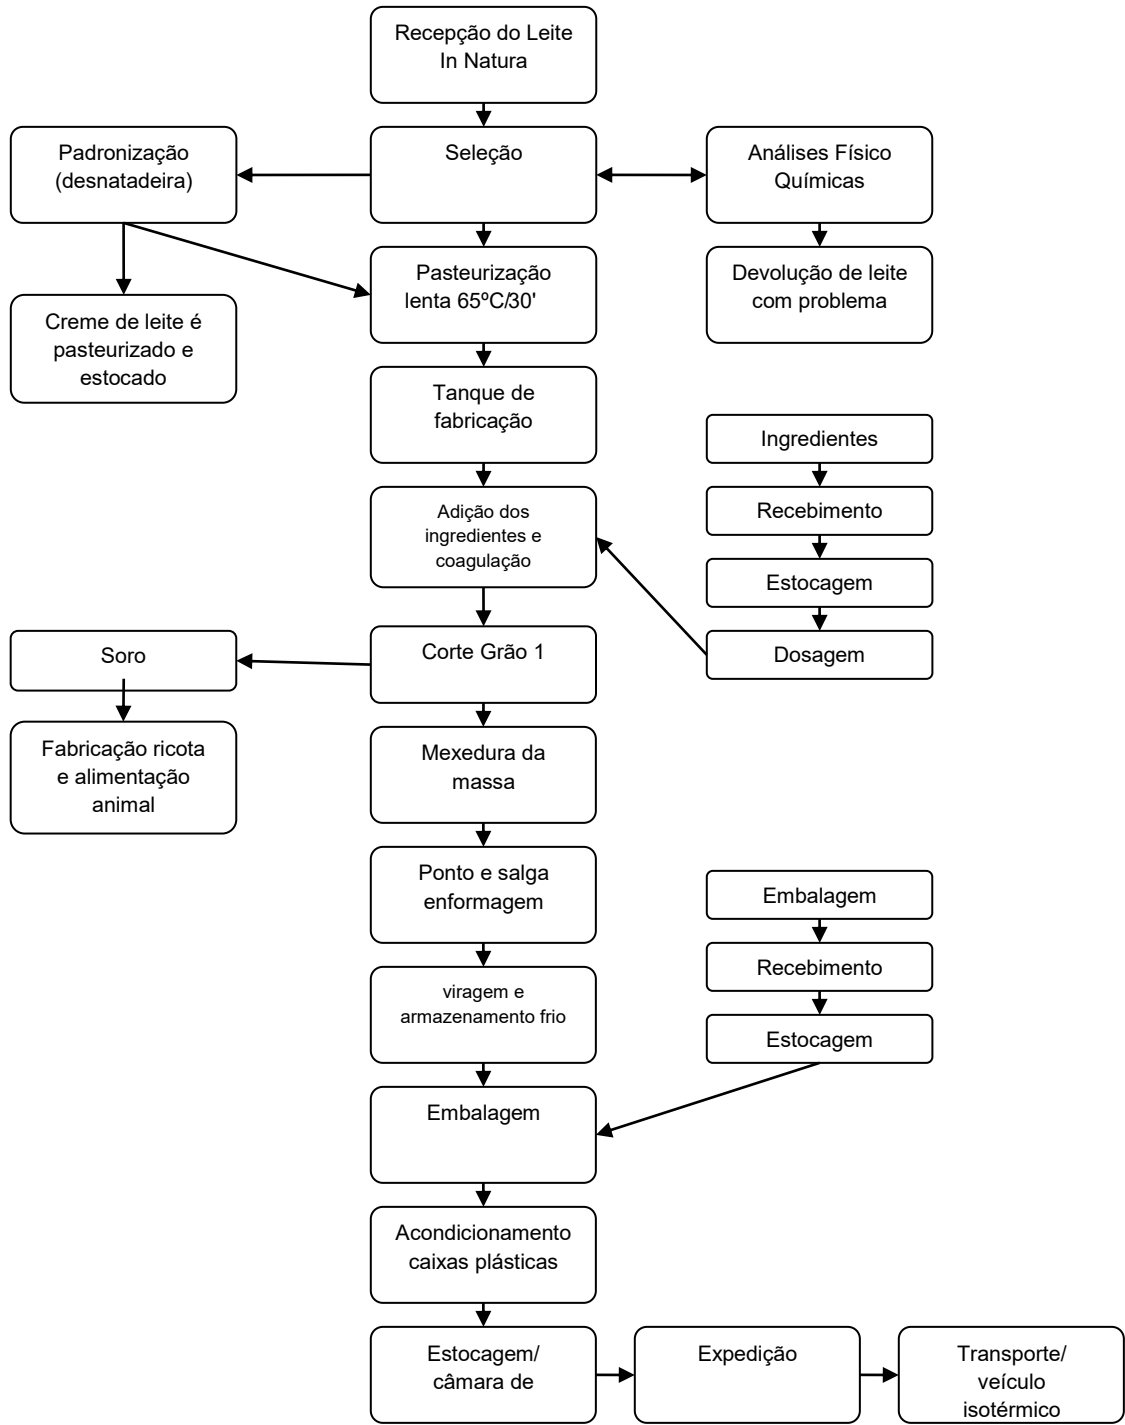 Recepção do Leite
In Natura
Padronização
(desnatadeira)
Seleção
Análises Físico
Químicas
Pasteurização
lenta 65ºC/30'
Devolução de leite
com problema
Creme de leite é
pasteurizado e
estocado
Tanque de
fabricação
Ingredientes
Recebimento
Estocagem
Dosagem
Adição dos
ingredientes e
coagulação
Corte Grão 1
Soro
Fabricação ricota
e alimentação
animal
Mexedura da
massa
Ponto e salga
enformagem
Embalagem
Recebimento
Estocagem
viragem e
armazenamento frio
Embalagem
Acondicionamento
caixas plásticas
Estocagem/
câmara de
Expedição
Transporte/
veículo
isotérmico